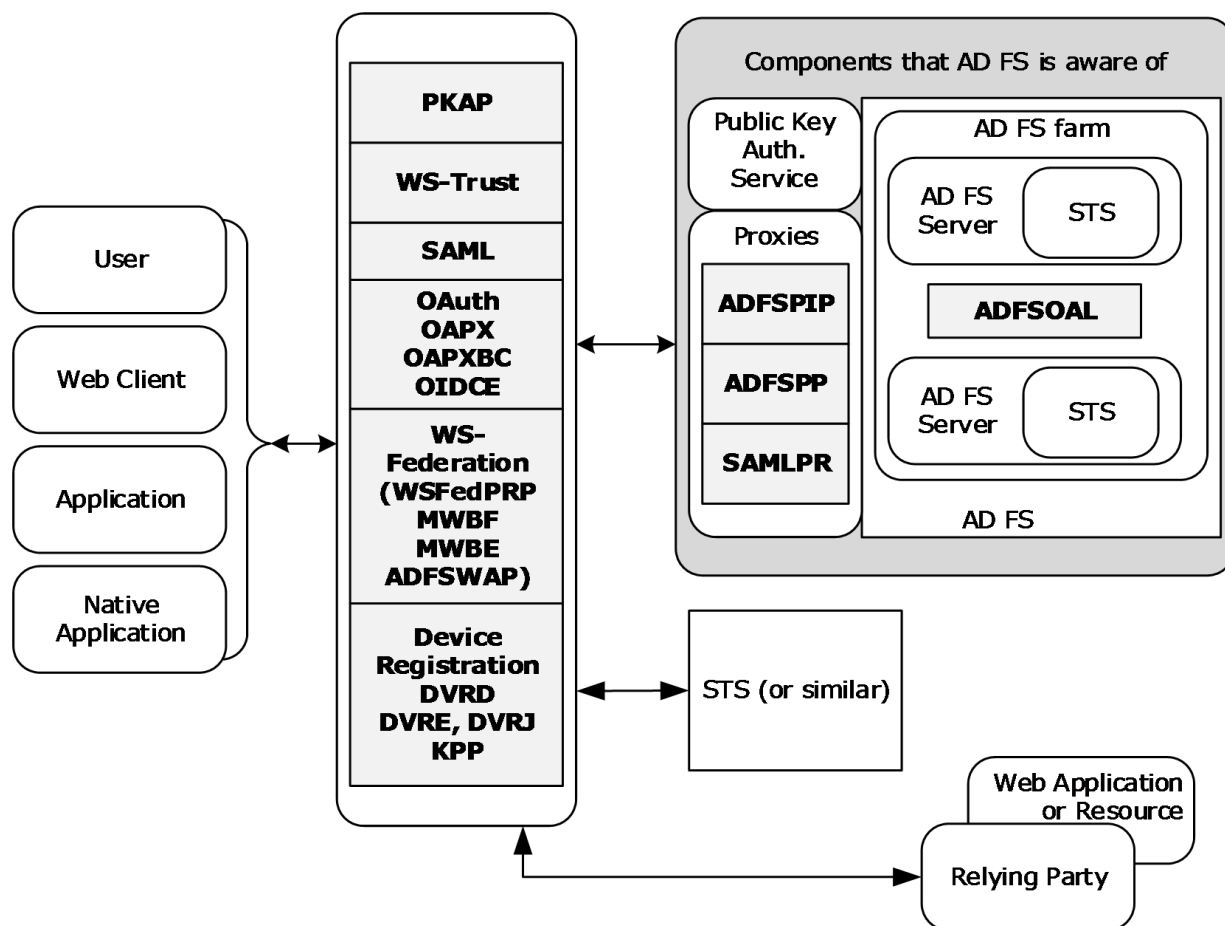 User
Web Client
Application
Native
Application
PKAP
WS-Trust
SAML
OAuth
OAPX
OAPXBC
OIDCE
WS-
Federation
(WSFedPRP
MWBF
MWBE
ADFSWAP)
Device
Registration
DVRD
DVRE, DVRJ
KPP
Components that AD FS is aware of
Public Key
Auth.
Service
Proxies
ADFSPIP
ADFSPP
SAMLPR
AD FS farm
AD FS
Server
STS
ADFSOAL
AD FS
Server
STS
AD FS
STS (or similar)
Web Application
or Resource
Relying Party